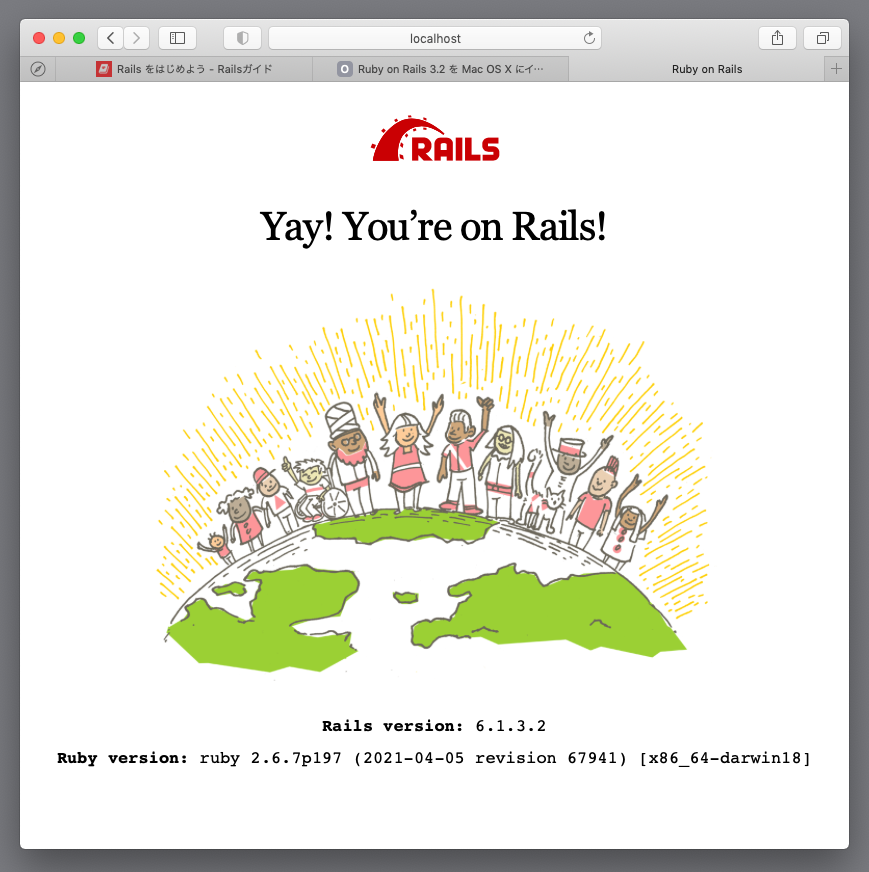 localhost
Rails をはじめよう - Railsガイド
O
Ruby on Rails 3.2 を Mac OS X にイ…
Ruby on Rails
RAILS
Yay! You’re on Rails!
Rails version: 6.1.3.2
Ruby version: ruby 2.6.7p197 (2021-04-05 revision 67941) [x86_64-darwin18]